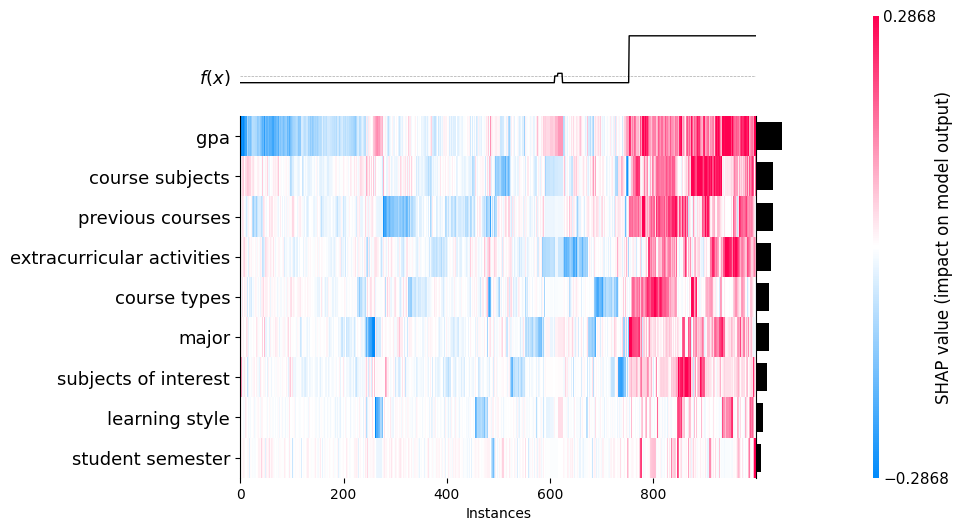 0.2868
f(x)
gpa
course subjects
previous courses
extracurricular activities
course types
major
subjects of interest
learning style
student semester
0 200 400 600 800
Instances
SHAP value (impact on model output)
−0.2868